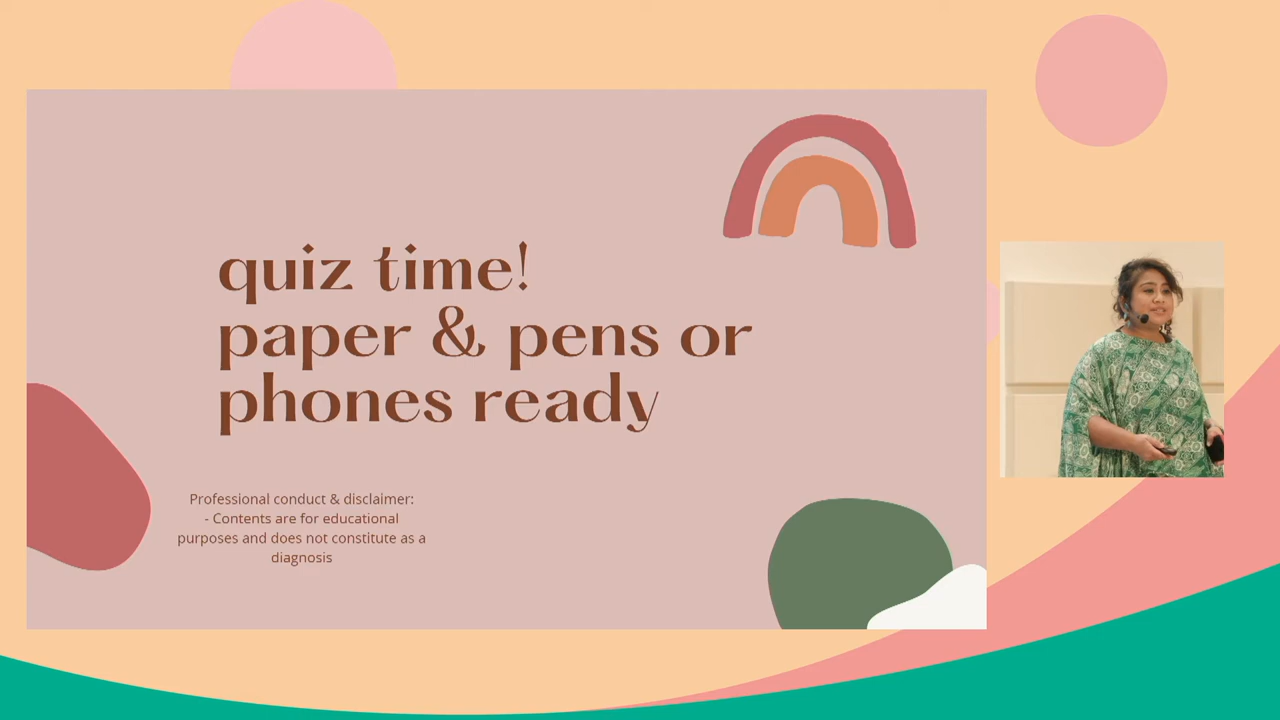 quiz time!
paper & pens or
phones ready
Professional conduct & disclaimer:
- Contents are for educational
purposes and does not constitute as a
diagnosis